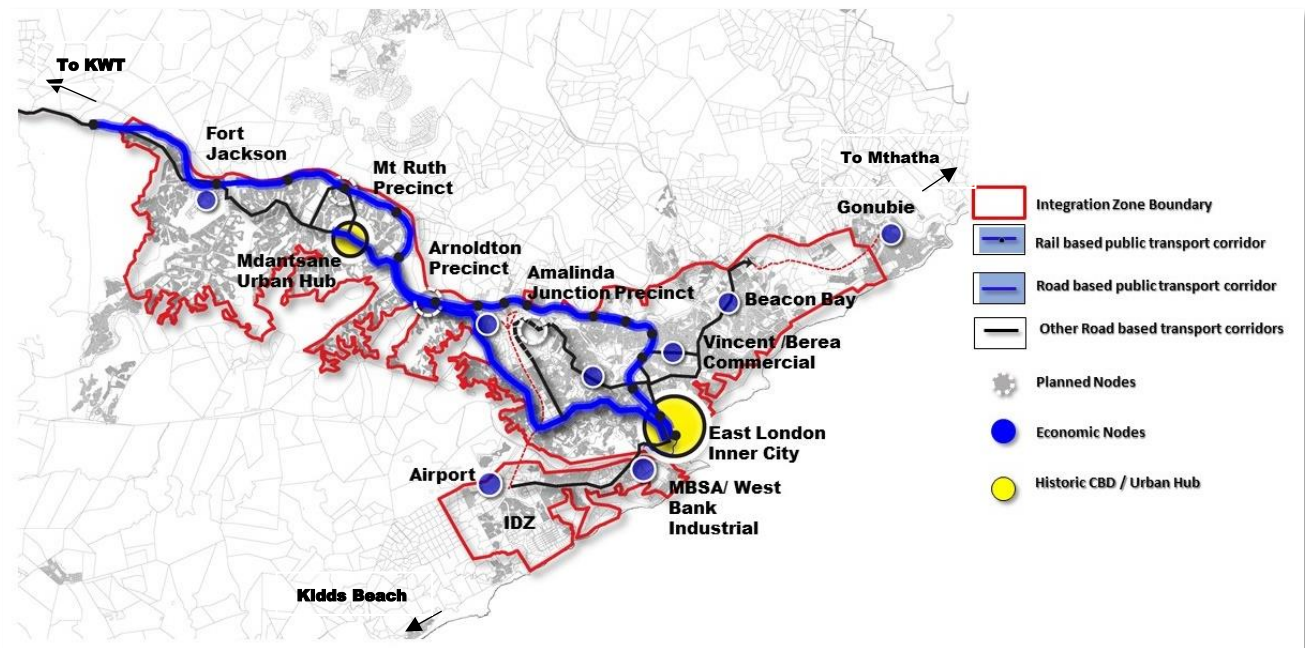 To KWT
Fort
Jackson
Mt Ruth
Precinct
To Mthatha
Gonubie
Mdantsane
Urban Hub
Arnoldton
Precinct
Amalinda
Junction Precinct
Beacon Bay
Vincent /Berea
Commercial
East London
Inner City
Airport
MBSA/ West
Bank
Industrial
IDZ
Kidds Beach
Integration Zone Boundary
Rail based public transport corridor
Road based public transport corridor
Other Road based transport corridors
Planned Nodes
Economic Nodes
Historic CBD / Urban Hub